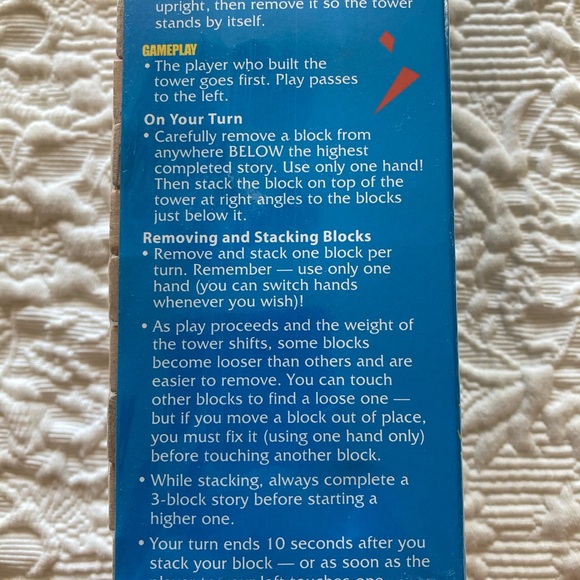 upright, then remove it so the tower
stands by itself.
GAMEPLAY
• The player who built the
tower goes first. Play passes
to the left.
On Your Turn
• Carefully remove a block from
anywhere BELOW the highest
completed story. Use only one hand!
Then stack the block on top of the
tower at right angles to the blocks
just below it.
Removing and Stacking Blocks
• Remove and stack one block per
turn. Remember — use only one
hand (you can switch hands
whenever you wish)!
• As play proceeds and the weight of
the tower shifts, some blocks
become looser than others and are
easier to remove. You can touch
other blocks to find a loose one —
but if you move a block out of place,
you must fix it (using one hand only)
before touching another block.
• While stacking, always complete a
3-block story before starting a
higher one.
• Your turn ends 10 seconds after you
stack your block — or as soon as the
player to your left touches one